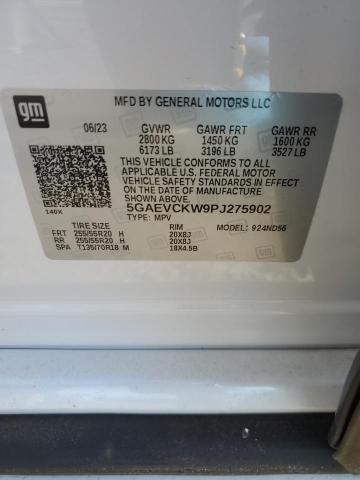 gm
MFD BY GENERAL MOTORS LLC
06/23 GVWR GAWR FRT GAWR RR
2800 KG 1450 KG 1600 KG
6173 LB 3196 LB 3527 LB
THIS VEHICLE CONFORMS TO ALL
APPLICABLE U.S. FEDERAL MOTOR
VEHICLE SAFETY STANDARDS IN EFFECT
ON THE DATE OF MANUFACTURE
SHOWN ABOVE.
140X 5GAEVCKW9PJ275902
TYPE: MPV MODEL: 924ND56
TIRE SIZE RIM
FRT 255/55R20 H 20X8J
RR 255/55R20 H 20X8J
SPA T135/70R18 M 18X4.5B